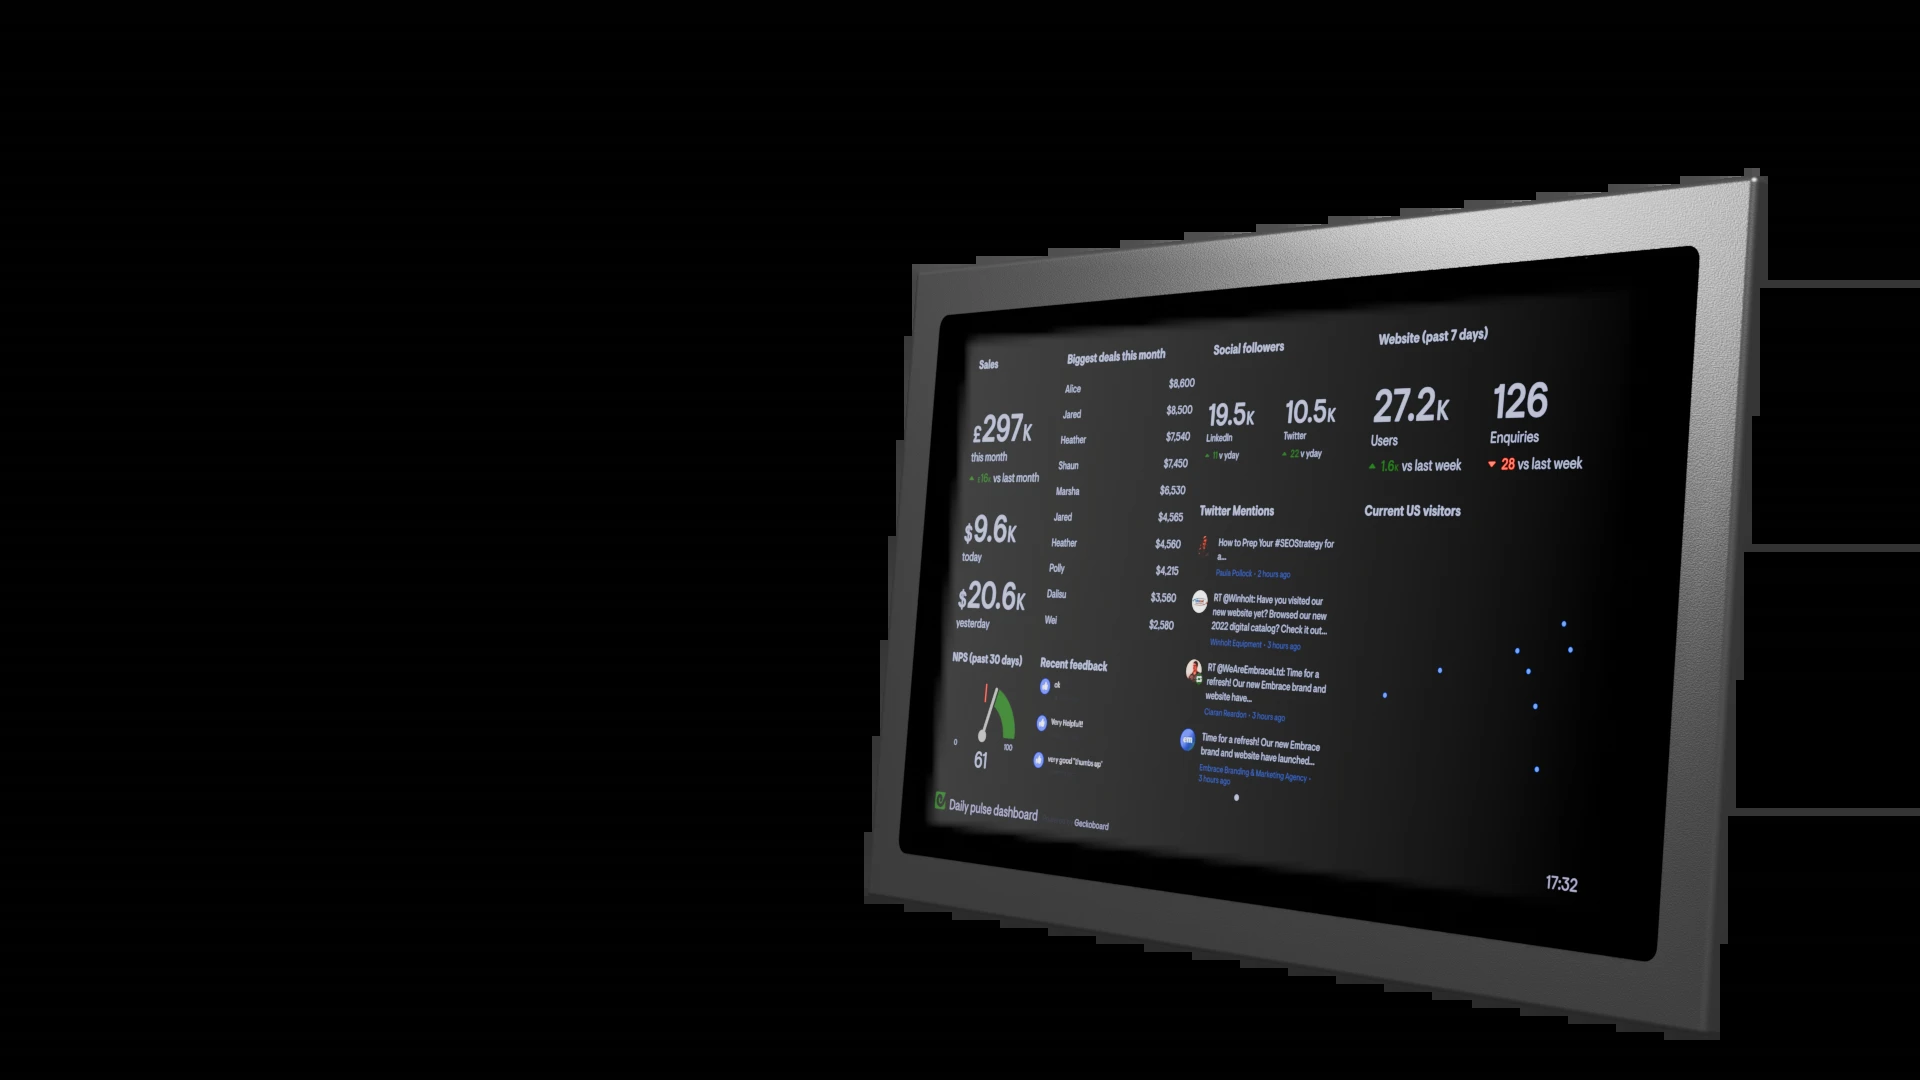 Sales
£297K
this month
£16K vs last month
$9.6K
today
$20.6K
yesterday
NPS (past 30 days)
0
100
61
Biggest deals this month
Alice $8,600
Jared $8,500
Heather $7,540
Shaun $7,450
Marsha $6,530
Jared $4,565
Heather $4,560
Polly $4,215
Dalisu $3,560
Wei $2,580
Recent feedback
ok
Very Helpful!!
very good "thumbs up"
Social followers
19.5K
LinkedIn
11 v yday
10.5K
Twitter
22 v yday
Twitter Mentions
How to Prep Your #SEOStrategy for
a...
Paula Pollock • 2 hours ago
RT @Winholt: Have you visited our
new website yet? Browsed our new
2022 digital catalog? Check it out...
Winholt Equipment • 3 hours ago
RT @WeAreEmbraceLtd: Time for a
refresh! Our new Embrace brand and
website have...
Ciaran Reardon • 3 hours ago
em
Time for a refresh! Our new Embrace
brand and website have launched...
Embrace Branding & Marketing Agency •
3 hours ago
Website (past 7 days)
27.2K
Users
1.6K vs last week
126
Enquiries
28 vs last week
Current US visitors
Daily pulse dashboard
Geckoboard
17:32